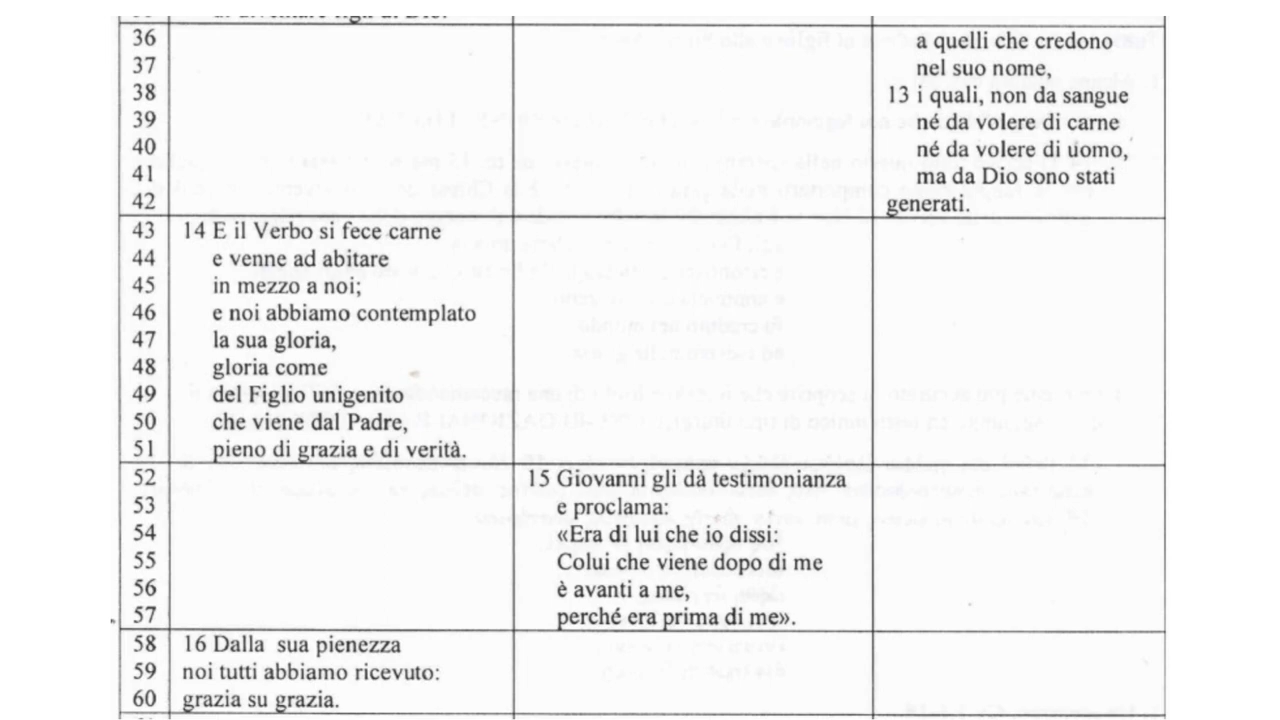 36 a quelli che credono
37 nel suo nome,
38 13 i quali, non da sangue
39 né da volere di carne
40 né da volere di uomo,
41 ma da Dio sono stati
42 generati.
43 14 E il Verbo si fece carne
44 e venne ad abitare
45 in mezzo a noi;
46 e noi abbiamo contemplato
47 la sua gloria,
48 gloria come
49 del Figlio unigenito
50 che viene dal Padre,
51 pieno di grazia e di verità.
52 15 Giovanni gli dà testimonianza
53 e proclama:
54 «Era di lui che io dissi:
55 Colui che viene dopo di me
56 è avanti a me,
57 perché era prima di me».
58 16 Dalla sua pienezza
59 noi tutti abbiamo ricevuto:
60 grazia su grazia.